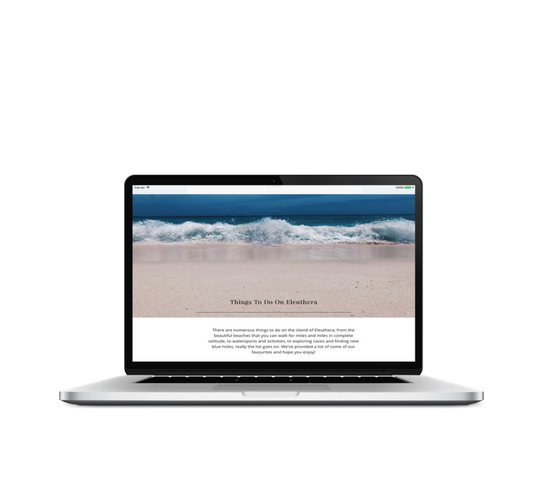 Carrier
100%
Things To Do On Eleuthera
There are numerous things to do on the island of Eleuthera, from the
beautiful beaches that you can walk for miles and miles in complete
solitude, to watersports and activities, to exploring caves and finding new
blue holes, really the list goes on. We've provided a list of some of our
favourites and hope you enjoy!